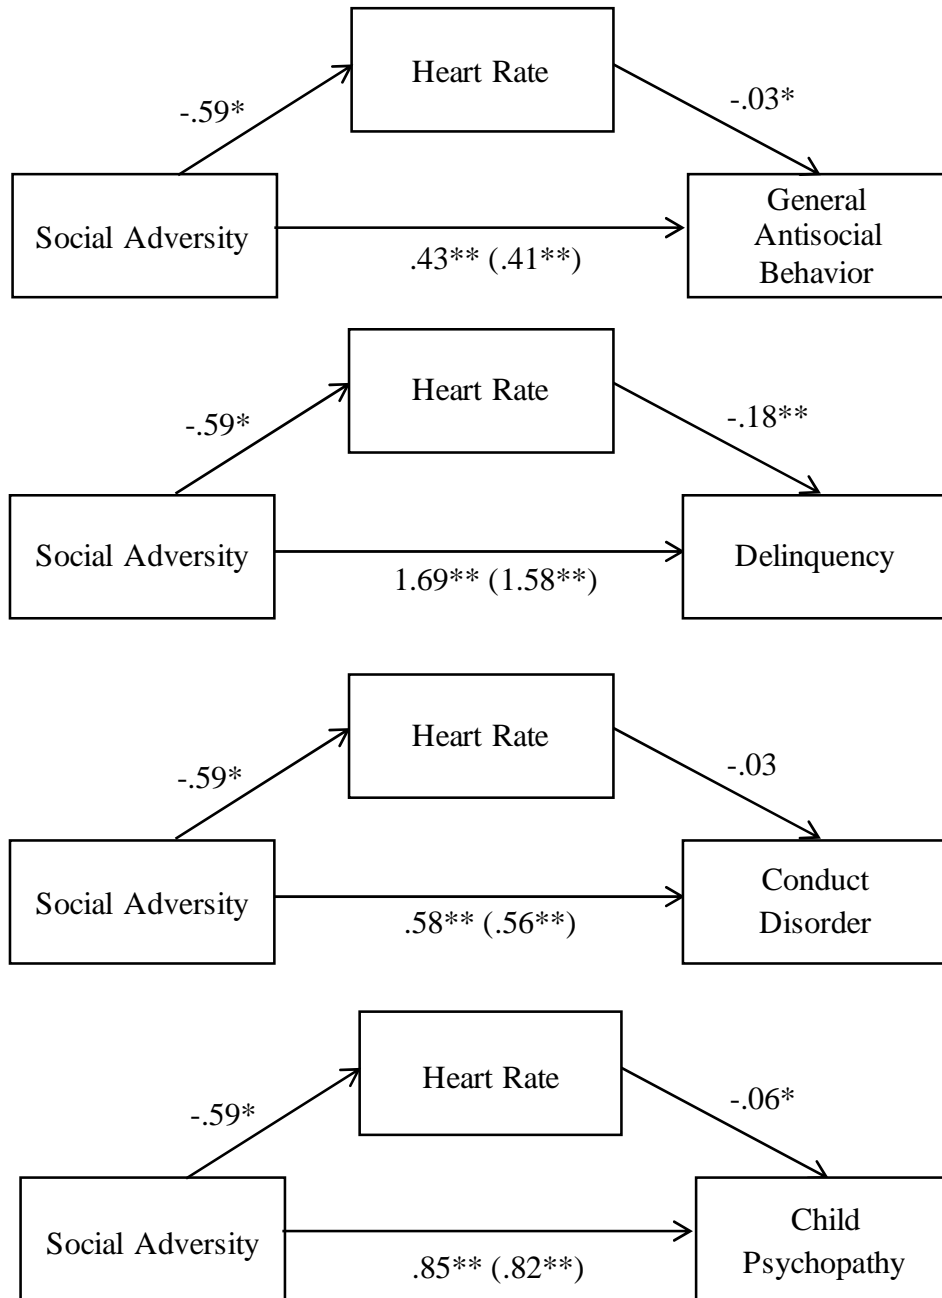 Heart Rate
-.59*
-.03*
Social Adversity
General
Antisocial
Behavior
.43** (.41**)
Heart Rate
-.59*
-.18**
Social Adversity
Delinquency
1.69** (1.58**)
Heart Rate
-.59*
-.03
Social Adversity
Conduct
Disorder
.58** (.56**)
Heart Rate
-.59*
-.06*
Social Adversity
Child
Psychopathy
.85** (.82**)